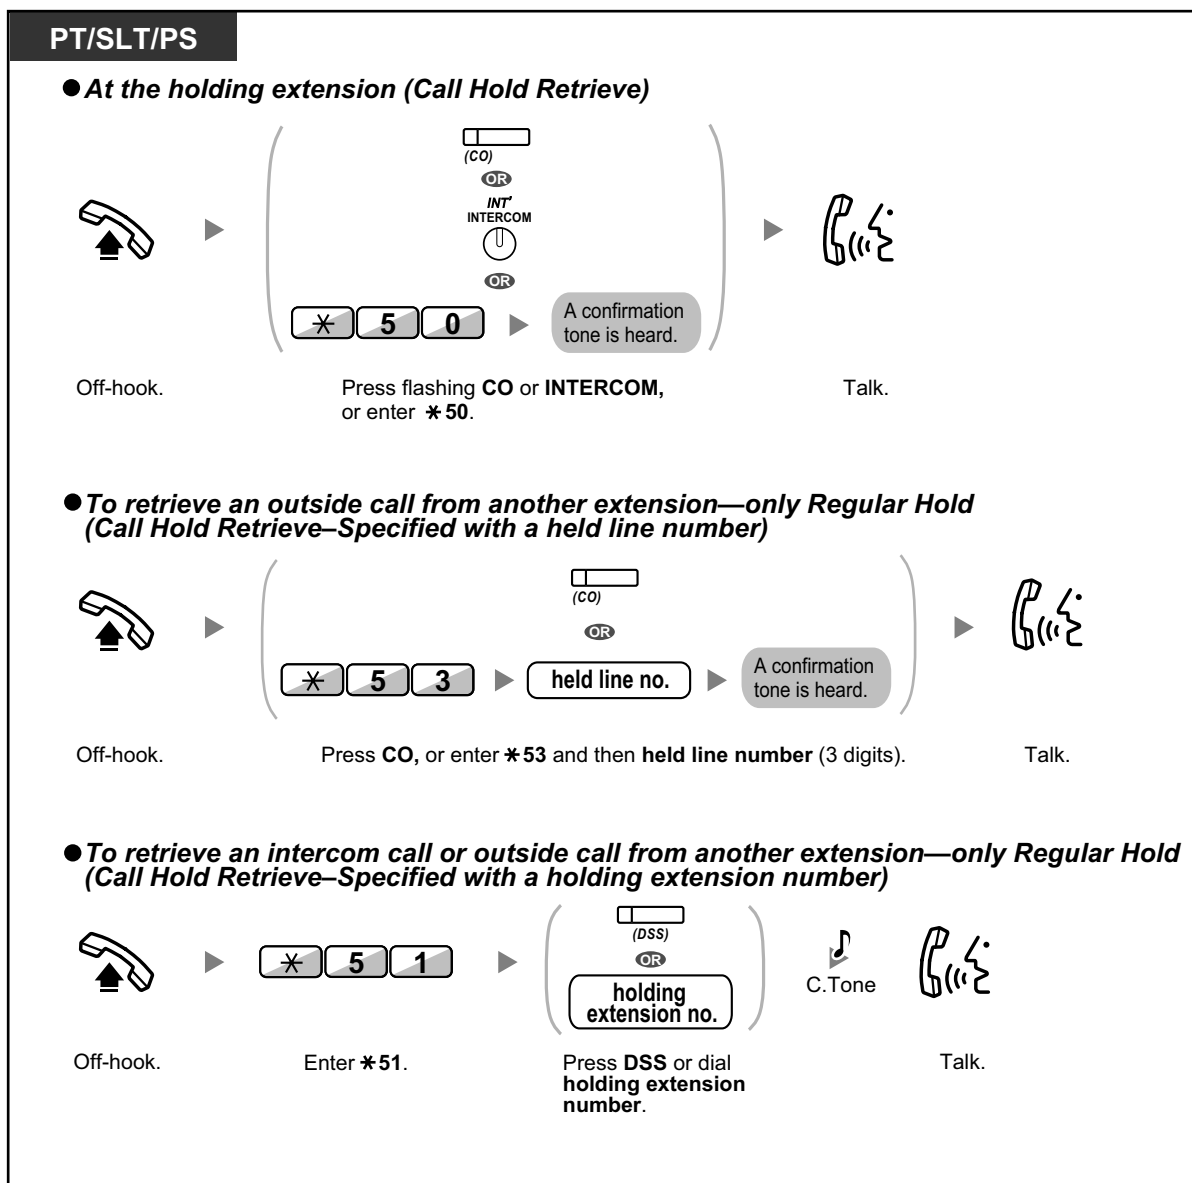 PT/SLT/PS
At the holding extension (Call Hold Retrieve)
(CO)
OR
INT'
INTERCOM
OR
* 5 0
A confirmation
tone is heard.
Off-hook.
Press flashing CO or INTERCOM,
or enter *50.
Talk.
To retrieve an outside call from another extension—only Regular Hold
(Call Hold Retrieve–Specified with a held line number)
(CO)
OR
* 5 3
held line no.
A confirmation
tone is heard.
Off-hook.
Press CO, or enter *53 and then held line number (3 digits).
Talk.
To retrieve an intercom call or outside call from another extension—only Regular Hold
(Call Hold Retrieve–Specified with a holding extension number)
* 5 1
(DSS)
OR
holding
extension no.
C.Tone
Off-hook.
Enter *51.
Press DSS or dial
holding extension
number.
Talk.